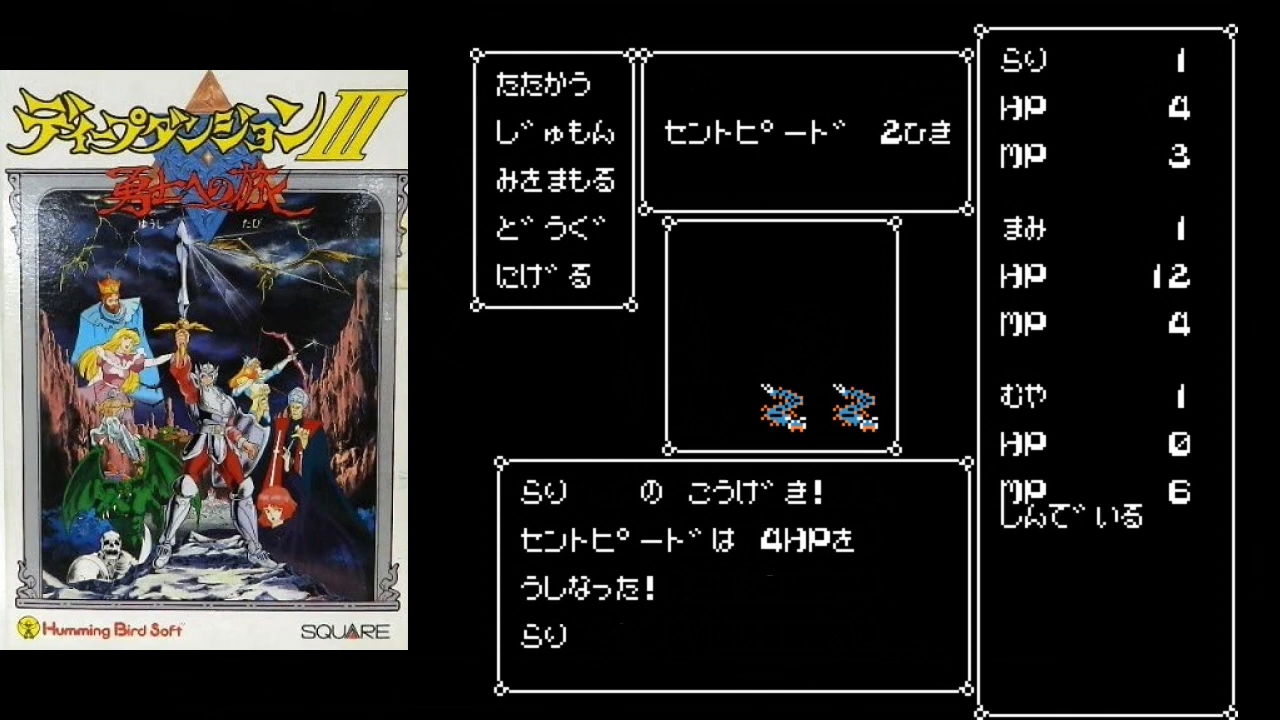 ディープダンジョンIII
勇士への旅
ゆうし たび
Humming Bird Soft
SQUARE
たたかう
じゅもん
みをまもる
どうぐ
にげる
セントピード 2ひき
らり の こうげき!
セントピードは 4HPを
うしなった!
らり
らり 1
HP 4
MP 3
まみ 1
HP 12
MP 4
むや 1
HP 0
MP 6
しんでいる